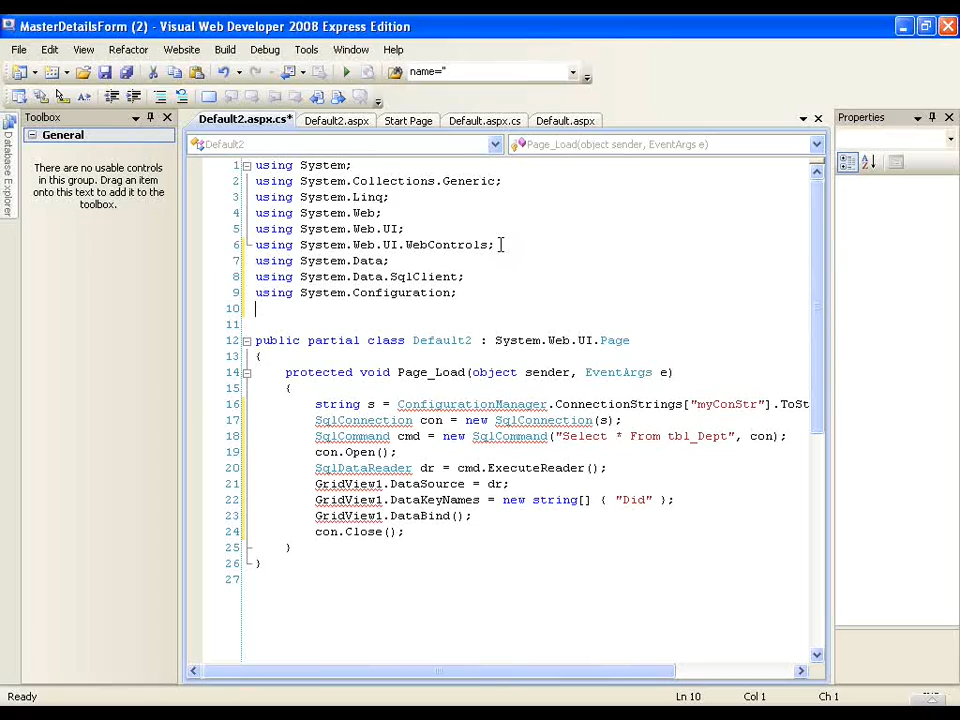 MasterDetailsForm (2) - Visual Web Developer 2008 Express Edition
File Edit View Refactor Website Build Debug Tools Window Help
name="
Toolbox
Default2.aspx.cs* Default2.aspx Start Page Default.aspx.cs Default.aspx
Properties
General
Default2
Page_Load(object sender, EventArgs e)
Database Explorer
There are no usable controls
in this group. Drag an item
onto this text to add it to the
toolbox.
1 using System;
2 using System.Collections.Generic;
3 using System.Linq;
4 using System.Web;
5 using System.Web.UI;
6 using System.Web.UI.WebControls;
7 using System.Data;
8 using System.Data.SqlClient;
9 using System.Configuration;
10
11
12 public partial class Default2 : System.Web.UI.Page
13 {
14 protected void Page_Load(object sender, EventArgs e)
15 {
16 string s = ConfigurationManager.ConnectionStrings["myConStr"].ToSt
17 SqlConnection con = new SqlConnection(s);
18 SqlCommand cmd = new SqlCommand("Select * From tbl_Dept", con);
19 con.Open();
20 SqlDataReader dr = cmd.ExecuteReader();
21 GridView1.DataSource = dr;
22 GridView1.DataKeyNames = new string[] { "Did" };
23 GridView1.DataBind();
24 con.Close();
25 }
26 }
27
Ready Ln 10 Col 1 Ch 1